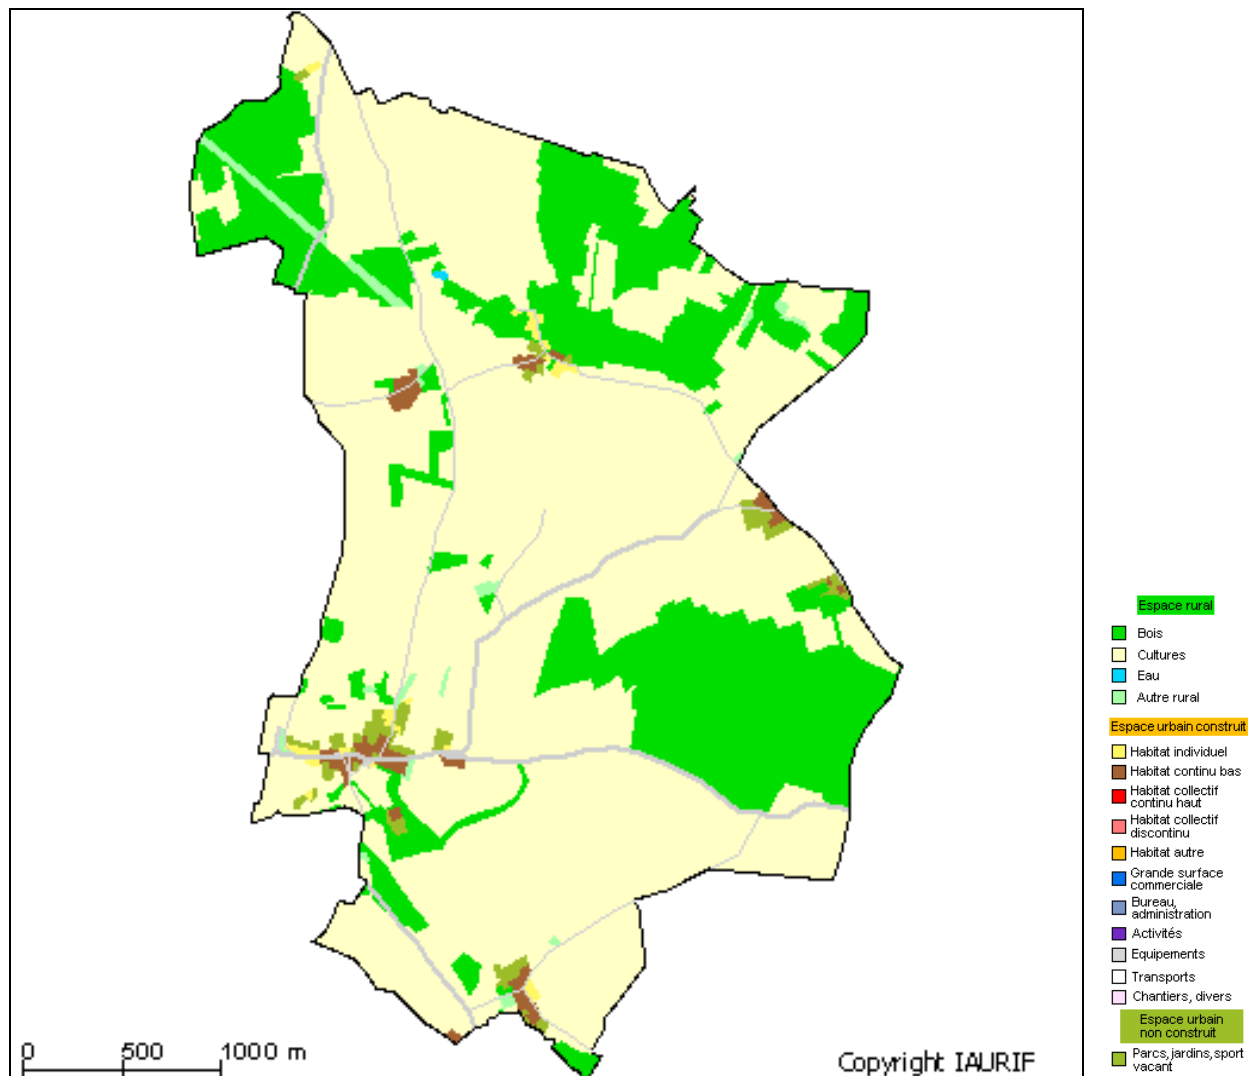 Espace rural
Bois
Cultures
Eau
Autre rural
Espace urbain construit
Habitat individuel
Habitat continu bas
Habitat collectif
continu haut
Habitat collectif
discontinu
Habitat autre
Grande surface
commerciale
Bureau,
administration
Activités
Equipements
Transports
Chantiers, divers
Espace urbain
non construit
Parcs, jardins, sport
vacant
0 500 1000 m
Copyright IAURIF